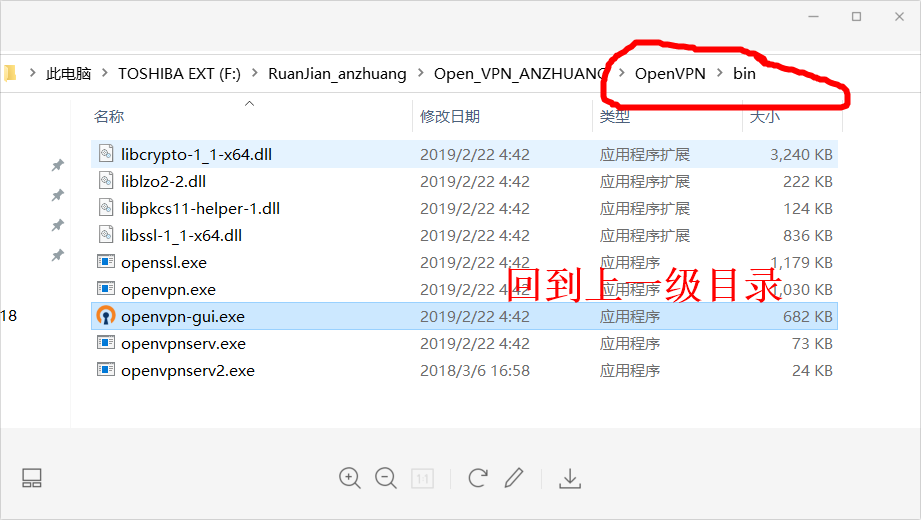 此电脑 > TOSHIBA EXT (F:) > RuanJian_anzhuang > Open_VPN_ANZHUANG > OpenVPN > bin
名称 修改日期 类型 大小
libcrypto-1_1-x64.dll 2019/2/22 4:42 应用程序扩展 3,240 KB
liblzo2-2.dll 2019/2/22 4:42 应用程序扩展 222 KB
libpkcs11-helper-1.dll 2019/2/22 4:42 应用程序扩展 124 KB
libssl-1_1-x64.dll 2019/2/22 4:42 应用程序扩展 836 KB
openssl.exe 2019/2/22 4:42 应用程序 1,179 KB
回到上一级目录
openvpn.exe 2019/2/22 4:42 应用程序 1,030 KB
18 openvpn-gui.exe 2019/2/22 4:42 应用程序 682 KB
openvpnserv.exe 2019/2/22 4:42 应用程序 73 KB
openvpnserv2.exe 2018/3/6 16:58 应用程序 24 KB
1:1